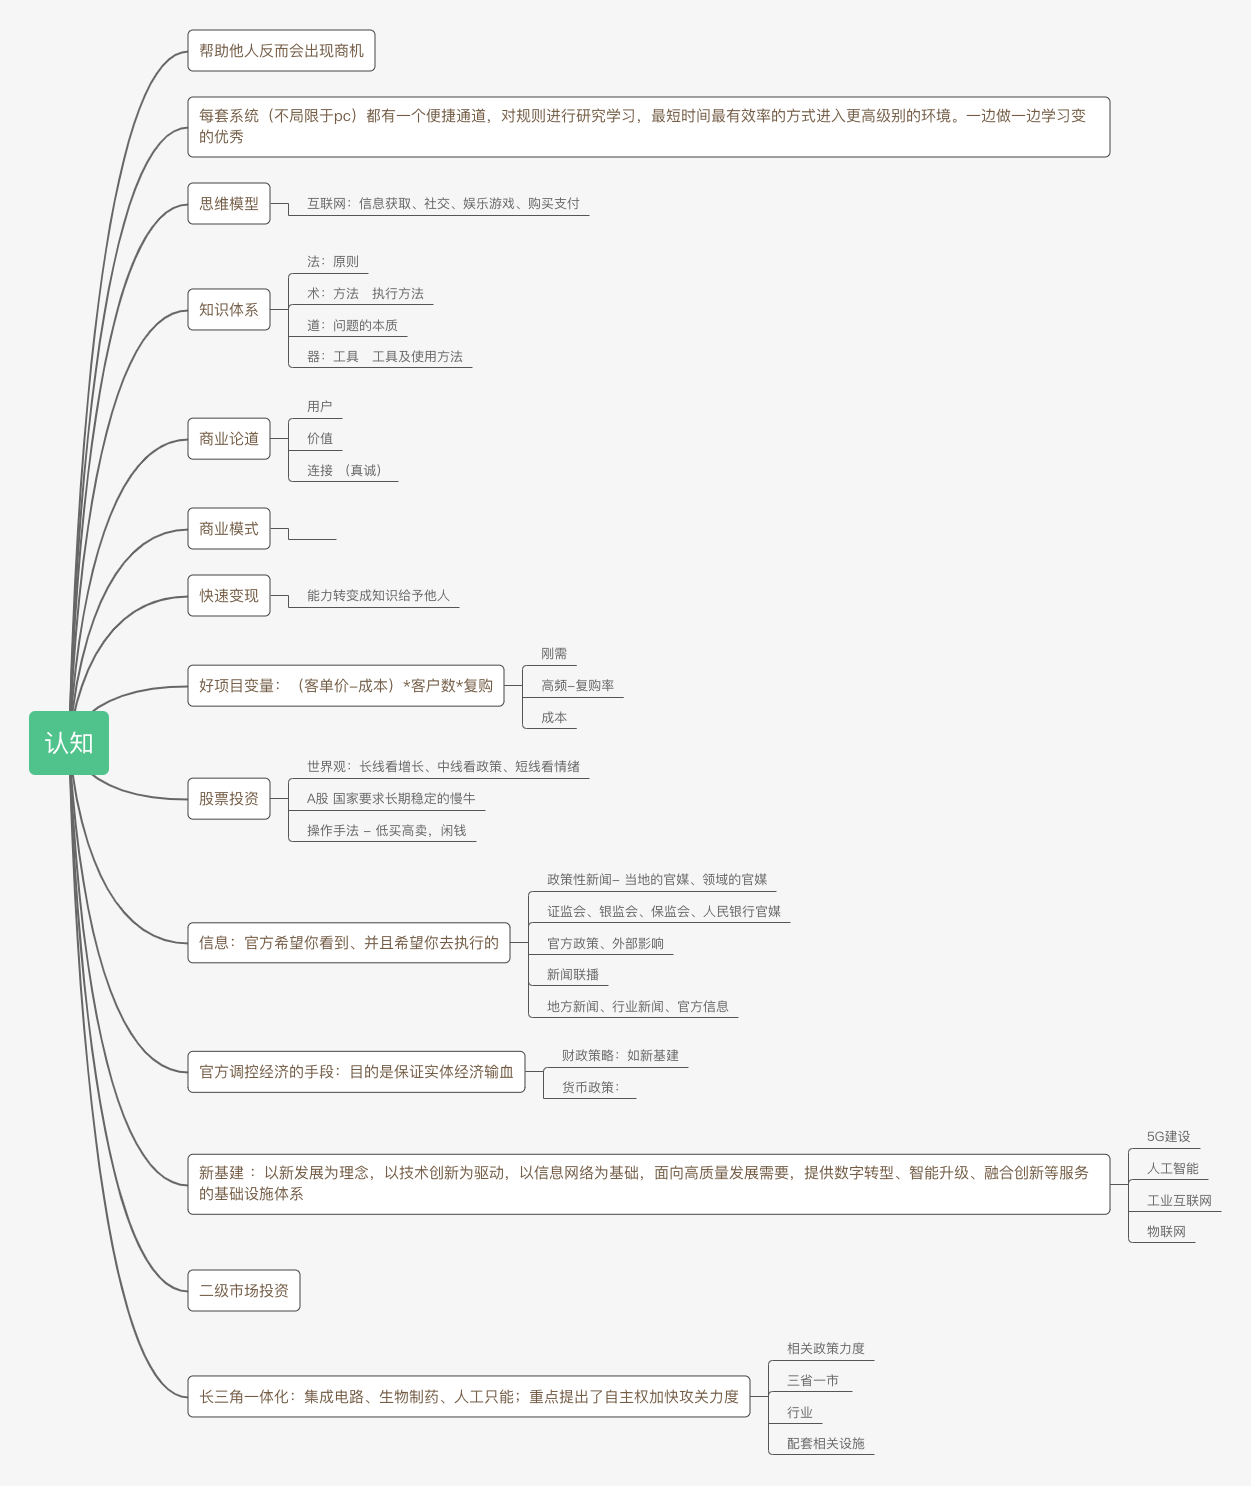 认知
帮助他人反而会出现商机
每套系统（不局限于pc）都有一个便捷通道，对规则进行研究学习，最短时间最有效率的方式进入更高级别的环境。一边做一边学习变
的优秀
思维模型
互联网：信息获取、社交、娱乐游戏、购买支付
知识体系
法：原则
术：方法　执行方法
道：问题的本质
器：工具　工具及使用方法
商业论道
用户
价值
连接 （真诚）
商业模式
快速变现
能力转变成知识给予他人
好项目变量：（客单价-成本）*客户数*复购
刚需
高频-复购率
成本
股票投资
世界观：长线看增长、中线看政策、短线看情绪
A股 国家要求长期稳定的慢牛
操作手法 - 低买高卖，闲钱
信息：官方希望你看到、并且希望你去执行的
政策性新闻- 当地的官媒、领域的官媒
证监会、银监会、保监会、人民银行官媒
官方政策、外部影响
新闻联播
地方新闻、行业新闻、官方信息
官方调控经济的手段：目的是保证实体经济输血
财政策略：如新基建
货币政策：
新基建 ：以新发展为理念，以技术创新为驱动，以信息网络为基础，面向高质量发展需要，提供数字转型、智能升级、融合创新等服务
的基础设施体系
5G建设
人工智能
工业互联网
物联网
二级市场投资
长三角一体化：集成电路、生物制药、人工只能；重点提出了自主权加快攻关力度
相关政策力度
三省一市
行业
配套相关设施